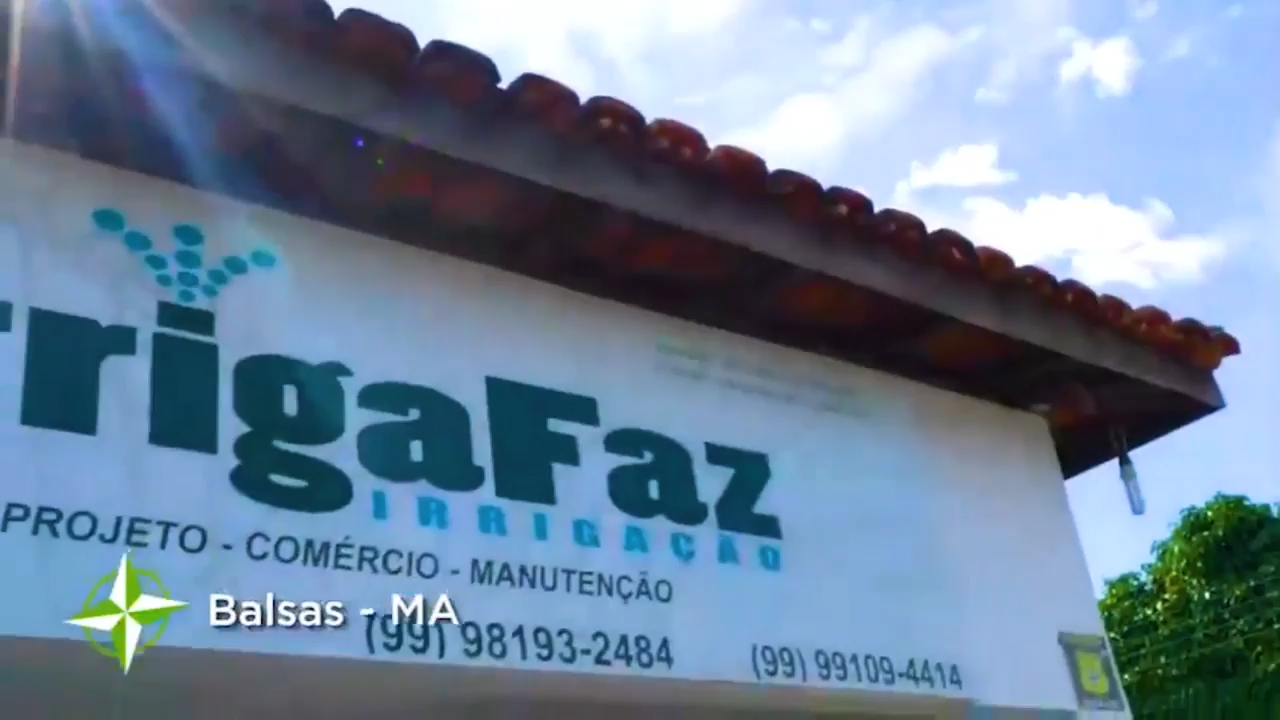 rrigaFaz
IRRIGAÇÃO
PROJETO - COMÉRCIO - MANUTENÇÃO
Balsas - MA
(99) 98193-2484
(99) 99109-4414